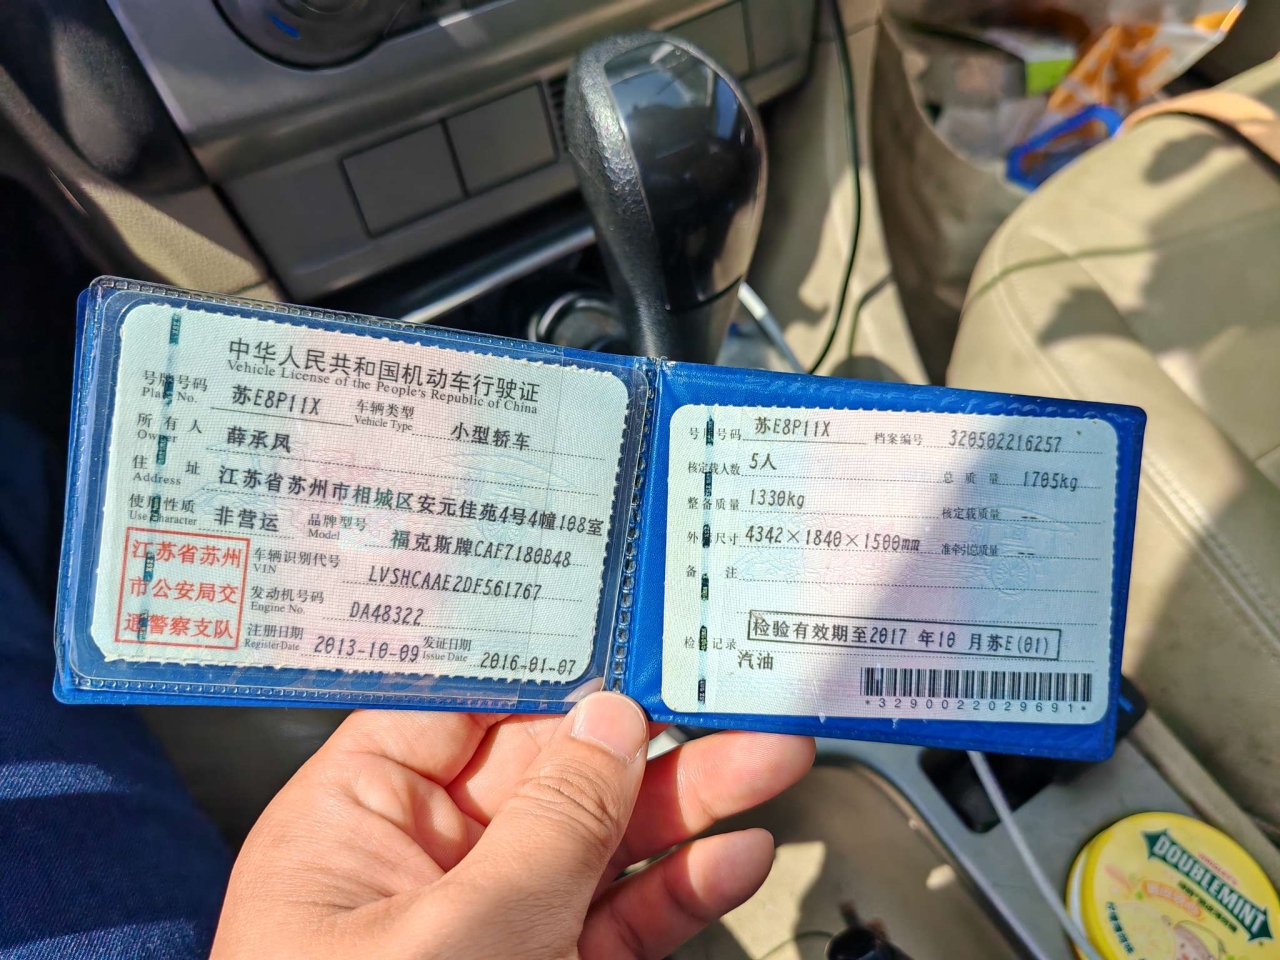 中华人民共和国机动车行驶证
Vehicle License of the People's Republic of China
号牌号码 苏E8P11X 车辆类型 小型轿车
Plate No. Vehicle Type
所有人 薛承凤
Owner
住址 江苏省苏州市相城区安元佳苑4号4幢108室
Address
使用性质 非营运 品牌型号 福克斯牌CAF7180B48
Use Character Model
江苏省苏州
市公安局交
通警察支队
车辆识别代号 LVSHCAAE2DF561767
VIN
发动机号码 DA48322
Engine No.
注册日期 2013-10-09 发证日期 2016-01-07
Register Date Issue Date
号牌号码 苏E8P11X 档案编号 320502216257
核定载人数 5人 总质量 1705kg
整备质量 1330kg 核定载质量 --
外廓尺寸 4342×1840×1500mm 准牵引总质量 --
备注
检验记录 检验有效期至2017年10月苏E(01)
汽油
*3290022029691*
DOUBLEMINT